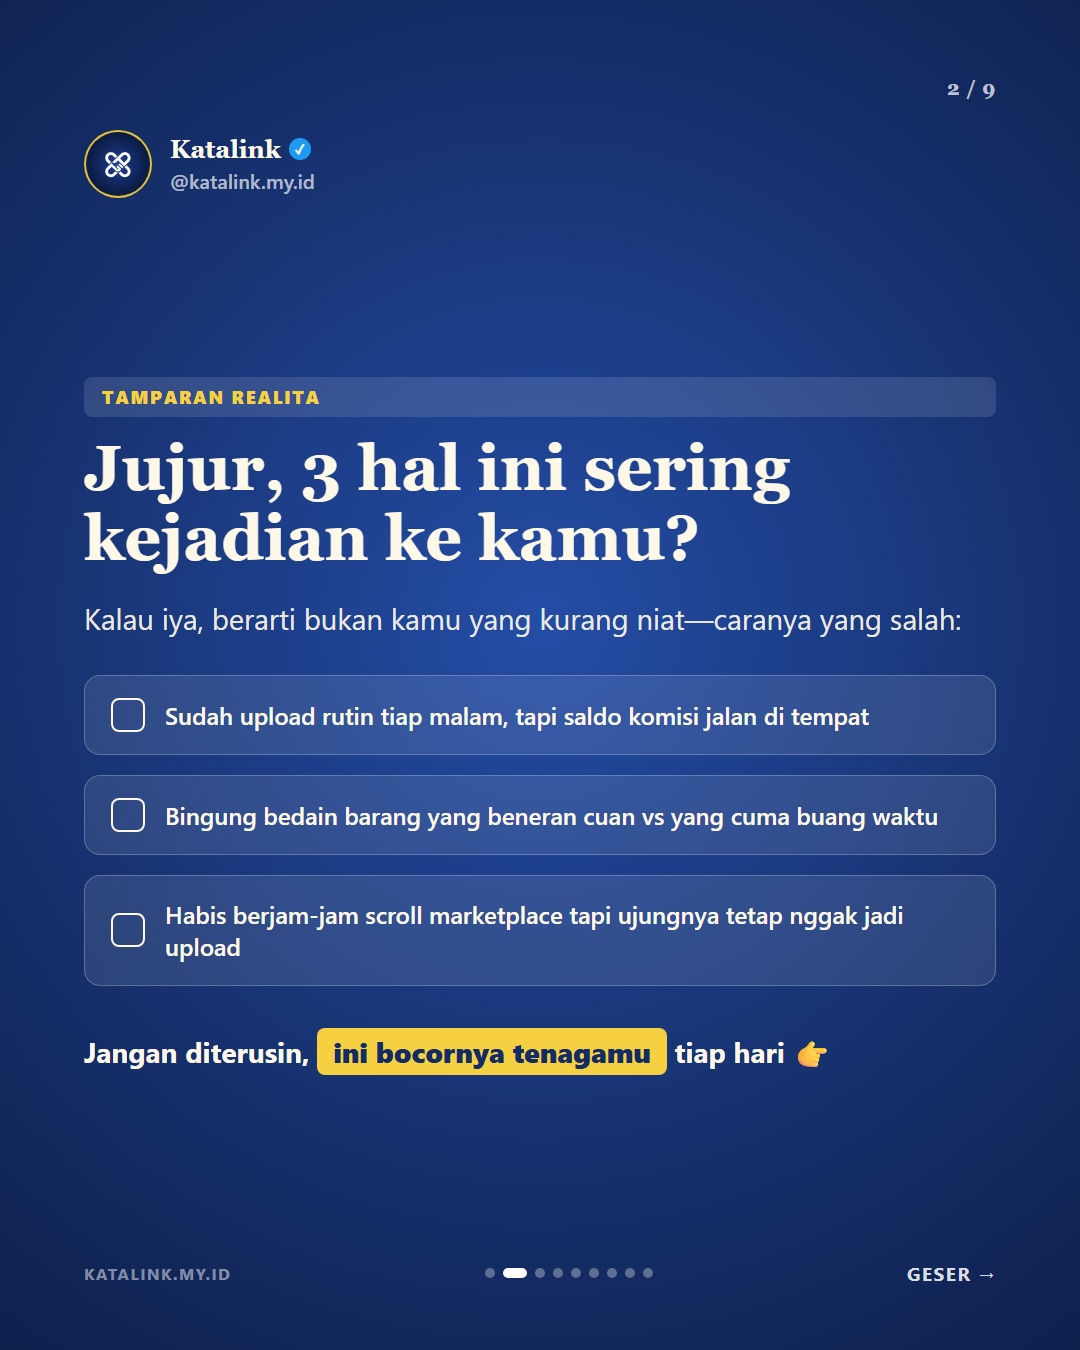 2 / 9
Katalink
@katalink.my.id
TAMPARAN REALITA
Jujur, 3 hal ini sering
kejadian ke kamu?
Kalau iya, berarti bukan kamu yang kurang niat—caranya yang salah:
Sudah upload rutin tiap malam, tapi saldo komisi jalan di tempat
Bingung bedain barang yang beneran cuan vs yang cuma buang waktu
Habis berjam-jam scroll marketplace tapi ujungnya tetap nggak jadi
upload
Jangan diterusin, ini bocornya tenagamu tiap hari 👉
KATALINK.MY.ID
GESER →